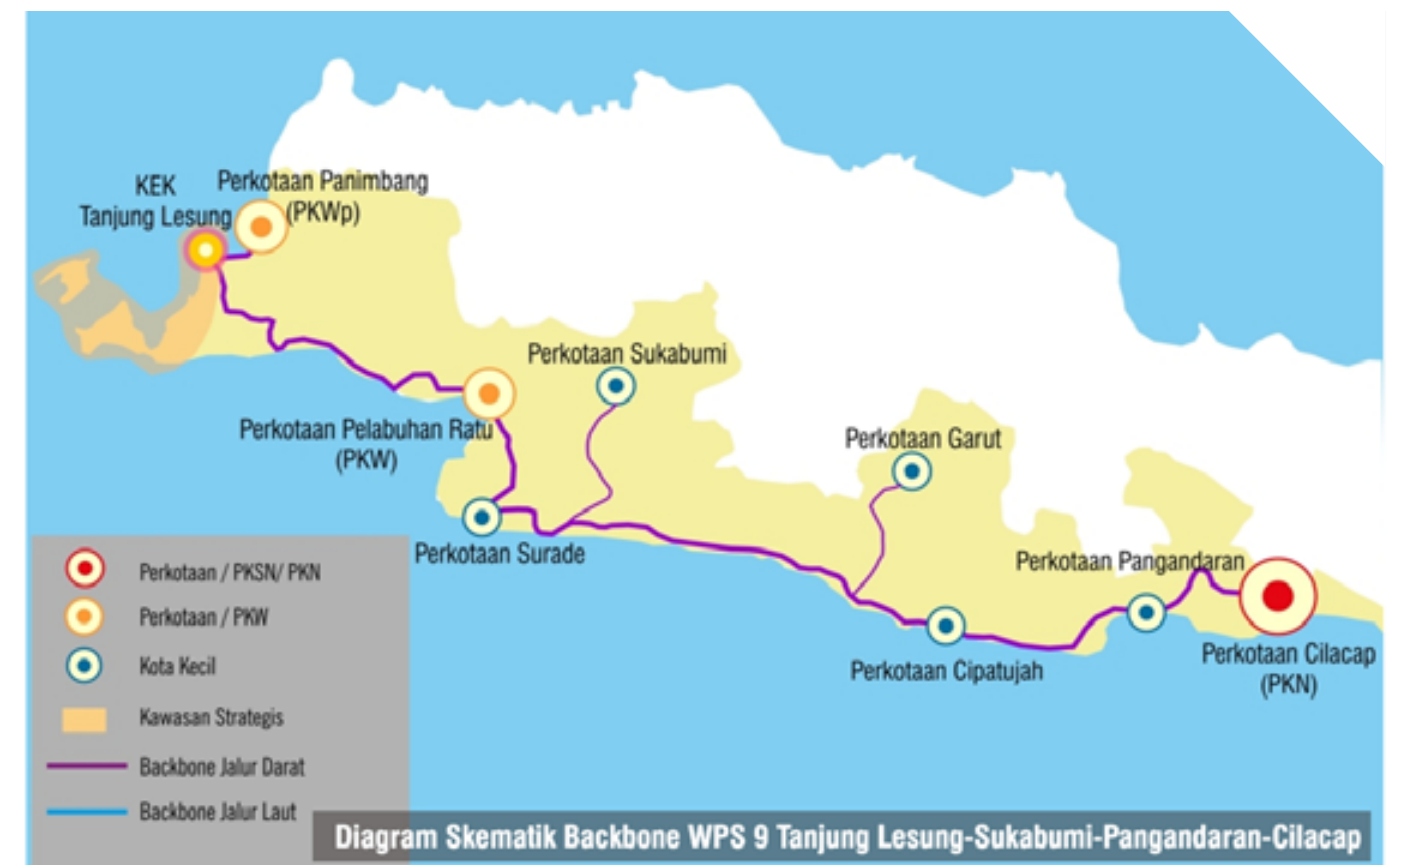 KEK
Tanjung Lesung
Perkotaan Panimbang
(PKWp)
Perkotaan Sukabumi
Perkotaan Pelabuhan Ratu
(PKW)
Perkotaan Garut
Perkotaan Surade
Perkotaan Pangandaran
Perkotaan Cipatujah
Perkotaan Cilacap
(PKN)
Perkotaan / PKSN/ PKN
Perkotaan / PKW
Kota Kecil
Kawasan Strategis
Backbone Jalur Darat
Backbone Jalur Laut
Diagram Skematik Backbone WPS 9 Tanjung Lesung-Sukabumi-Pangandaran-Cilacap